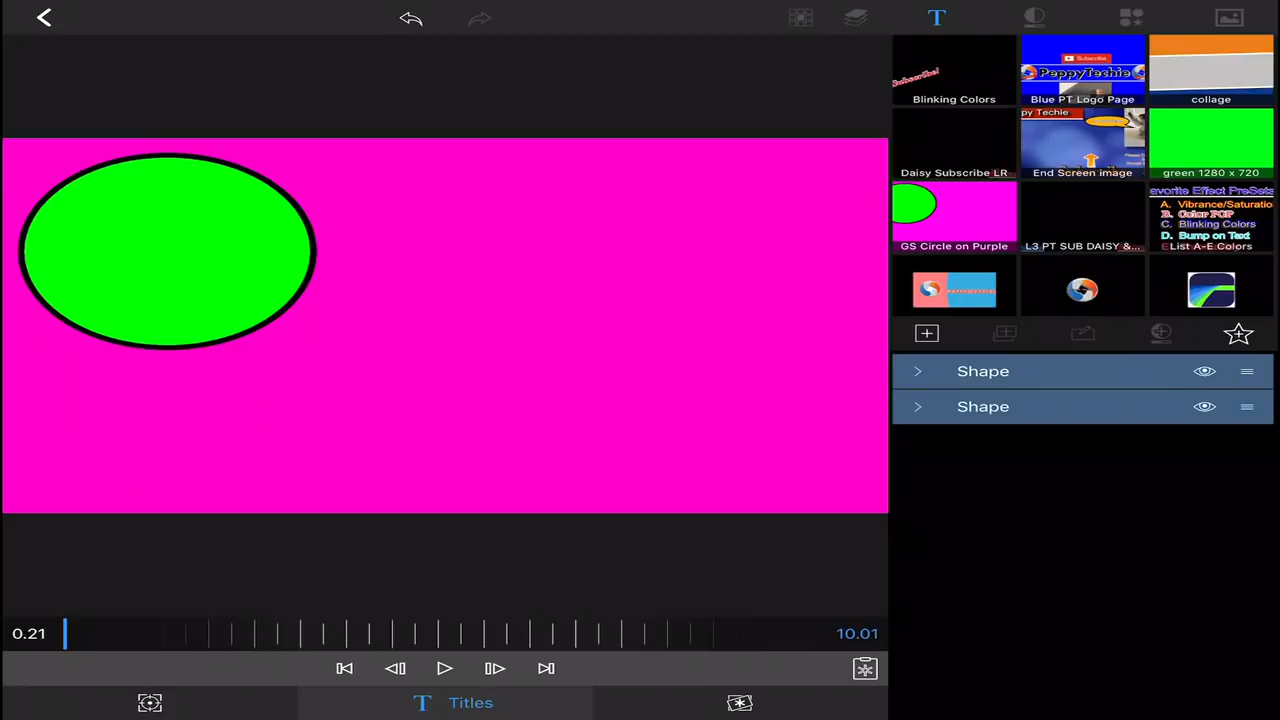 T
Subscribe!
Blinking Colors
Subscribe
PeppyTechie
Blue PT Logo Page
collage
Daisy Subscribe LR
py Techie
End Screen image
green 1280 x 720
GS Circle on Purple
L3 PT SUB DAISY &...
avorite Effect PreSets
A. Vibrance/Saturatio
B. Color POP
C. Blinking Colors
D. Bump on Text
List A-E Colors
Shape
Shape
0.21
10.01
T Titles